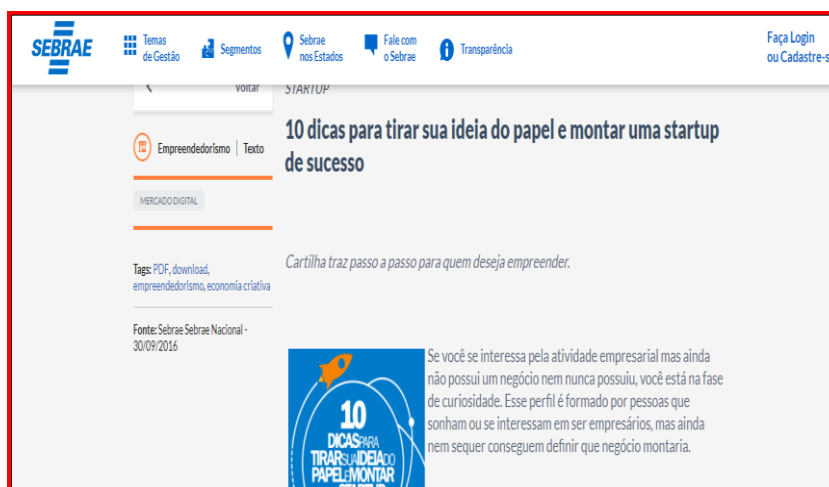 SEBRAE
Temas
de Gestão
Segmentos
Sebrae
nos Estados
Fale com
o Sebrae
Transparência
Faça Login
ou Cadastre-s
Voltar
STARTUP
10 dicas para tirar sua ideia do papel e montar uma startup
de sucesso
Empreendedorismo | Texto
MERCADO DIGITAL
Cartilha traz passo a passo para quem deseja empreender.
Tags: PDF, download,
empreendedorismo, economia criativa
Fonte: Sebrae Sebrae Nacional -
30/09/2016
10
DICAS PARA
TIRAR SUA IDEIA DO
PAPEL E MONTAR
STARTUP
Se você se interessa pela atividade empresarial mas ainda
não possui um negócio nem nunca possuiu, você está na fase
de curiosidade. Esse perfil é formado por pessoas que
sonham ou se interessam em ser empresários, mas ainda
nem sequer conseguem definir que negócio montaria.